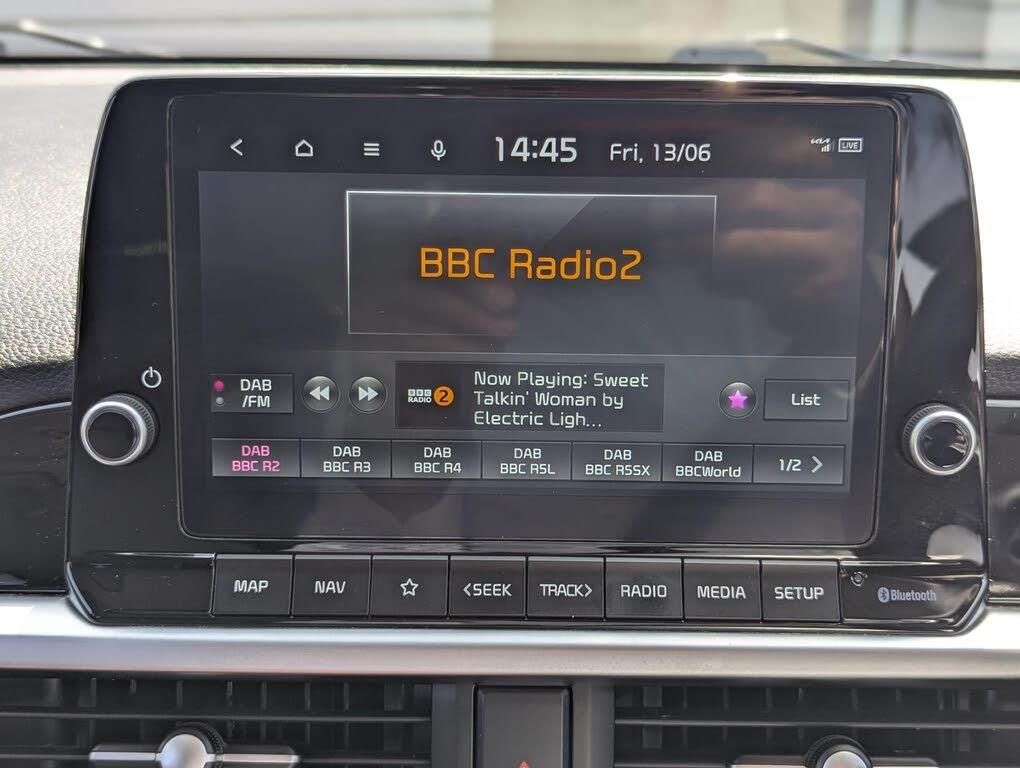 14:45 Fri, 13/06 KIA LIVE
BBC Radio2
DAB
/FM
BBC
RADIO 2
Now Playing: Sweet
Talkin' Woman by
Electric Ligh...
List
DAB
BBC R2
DAB
BBC R3
DAB
BBC R4
DAB
BBC R5L
DAB
BBC R5SX
DAB
BBCWorld
1/2 >
MAP NAV <SEEK TRACK> RADIO MEDIA SETUP Bluetooth